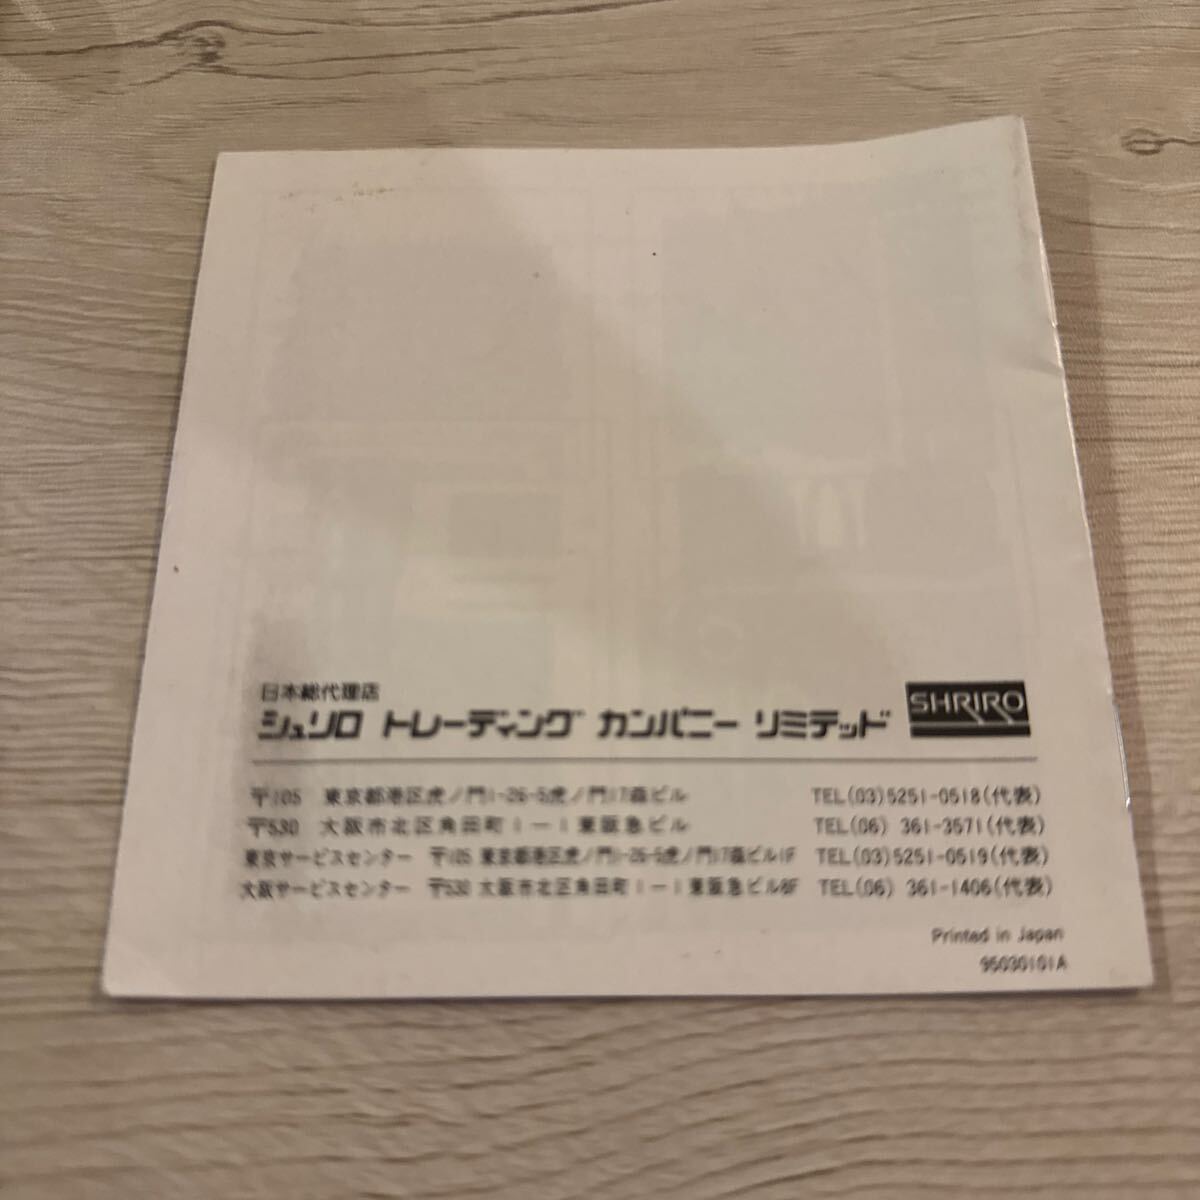 日本総代理店
シュリロ トレーディング カンパニー リミテッド
SHRIRO
〒105 東京都港区虎ノ門1-26-5虎ノ門17森ビル TEL(03)5251-0518(代表)
〒530 大阪市北区角田町1-1東阪急ビル TEL(06) 361-3571(代表)
東京サービスセンター 〒105 東京都港区虎ノ門1-26-5虎ノ門17森ビル1F TEL(03)5251-0519(代表)
大阪サービスセンター 〒530 大阪市北区角田町1-1東阪急ビル8F TEL(06) 361-1406(代表)
Printed in Japan
95030101A